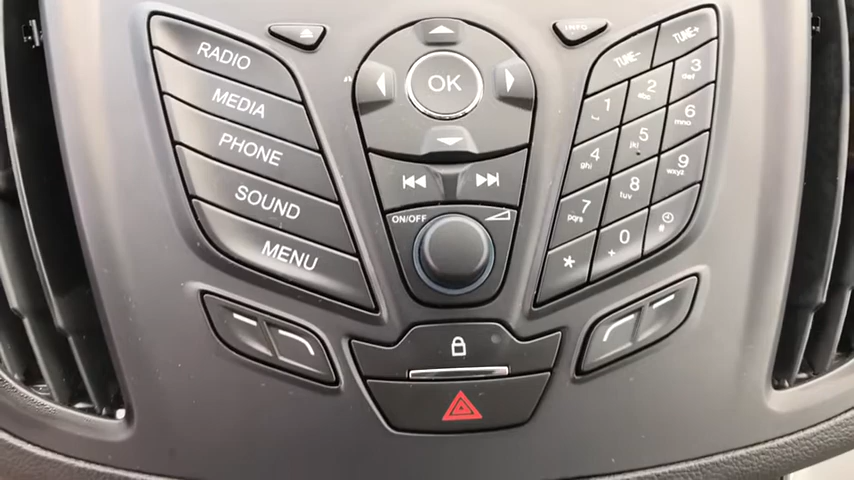 INFO
TUNE-
TUNE+
RADIO
MEDIA
PHONE
SOUND
MENU
OK
ON/OFF
1
2
abc
3
def
4
ghi
5
jkl
6
mno
7
pqrs
8
tuv
9
wxyz
*
0
+
#